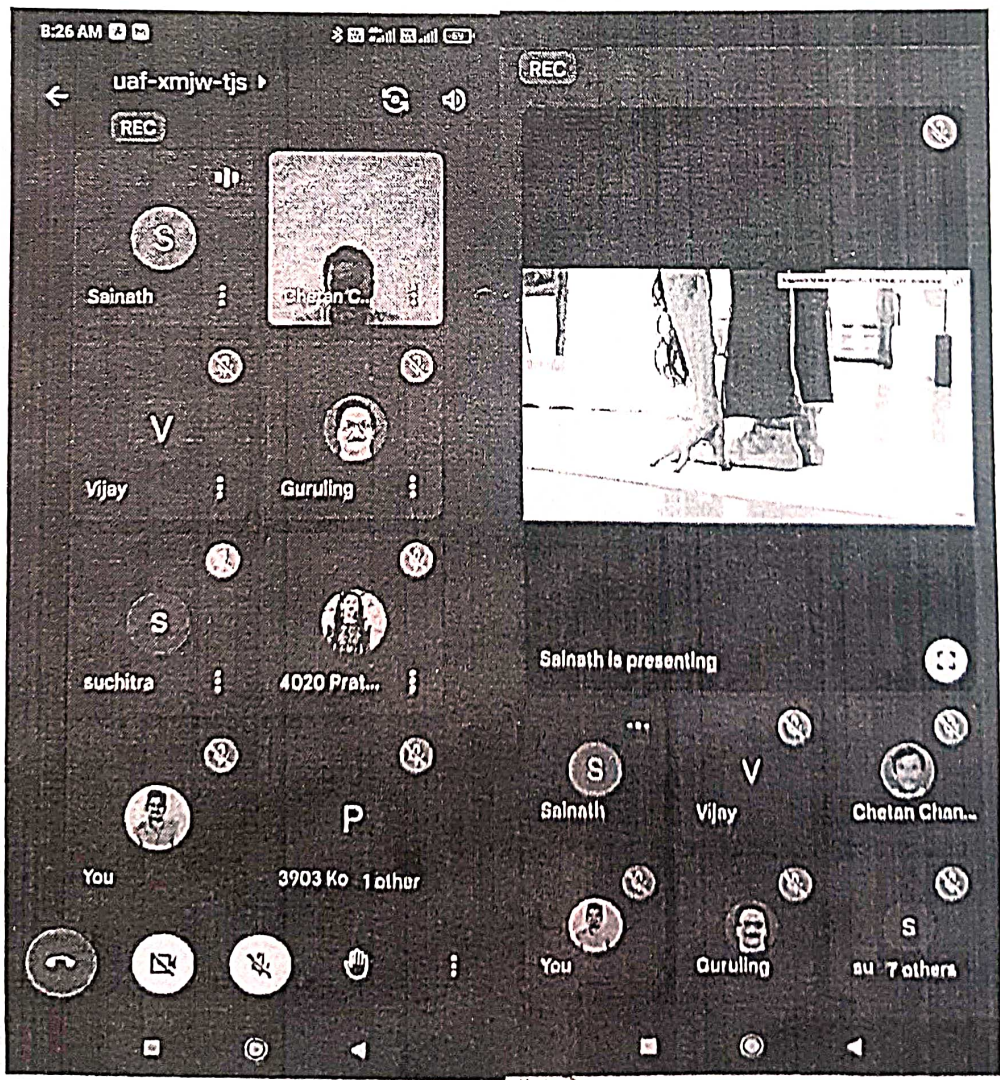 8:26 AM
uaf-xmjw-tjs
REC
S
Sainath
Chetan C...
V
Vijay
Guruling
S
suchitra
4020 Prat...
You
P
3903 Ko 1 other
REC
Sainath is presenting
S
Sainath
V
Vijay
Chetan Chan...
You
Guruling
s
su 7 others